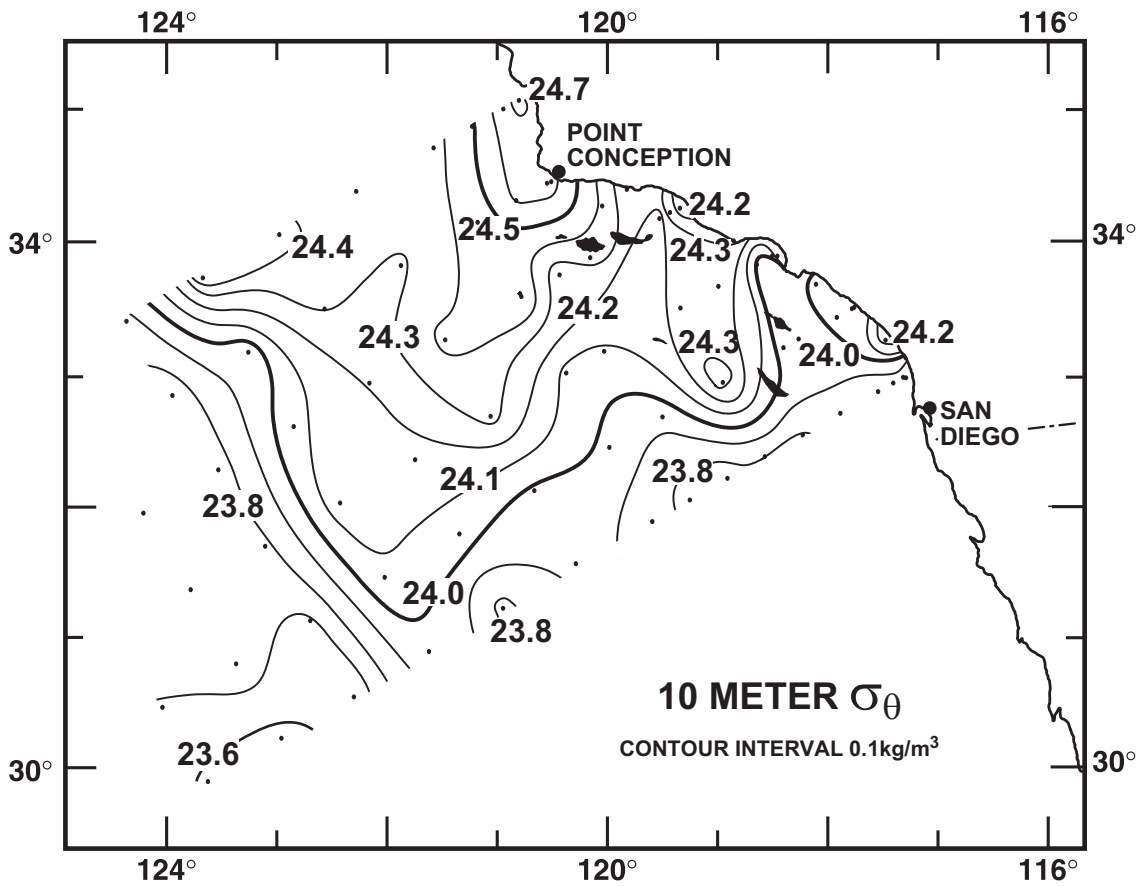 124° 120° 116°
24.7
POINT
CONCEPTION
24.2
24.5
34° 34°
24.4
24.3
24.2
24.3
24.3
24.2
24.0
SAN
DIEGO
23.8
24.1
23.8
24.0
23.8
10 METER σθ
CONTOUR INTERVAL 0.1kg/m³
23.6
30° 30°
124° 120° 116°